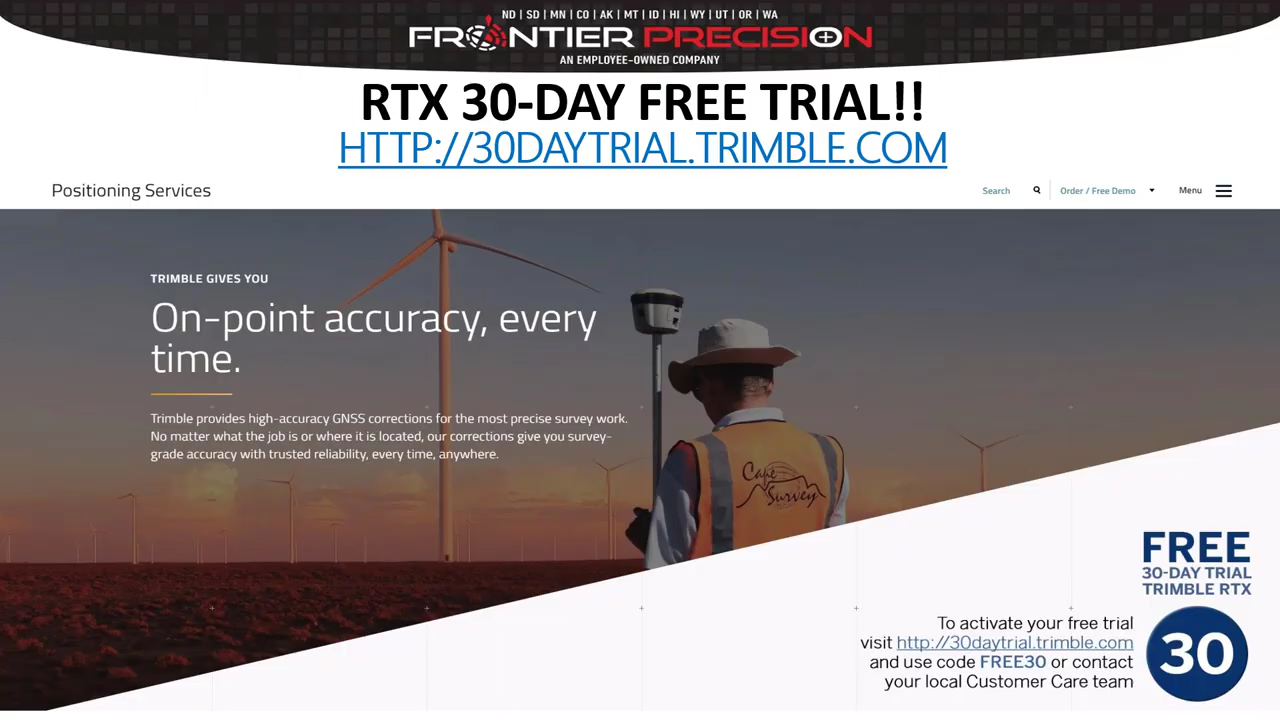 ND | SD | MN | CO | AK | MT | ID | HI | WY | UT | OR | WA
FRONTIER PRECISION
AN EMPLOYEE-OWNED COMPANY
RTX 30-DAY FREE TRIAL!!
HTTP://30DAYTRIAL.TRIMBLE.COM
Positioning Services
Search
Order / Free Demo
Menu
TRIMBLE GIVES YOU
On-point accuracy, every
time.
Trimble provides high-accuracy GNSS corrections for the most precise survey work.
No matter what the job is or where it is located, our corrections give you survey-
grade accuracy with trusted reliability, every time, anywhere.
Cape
Survey
FREE
30-DAY TRIAL
TRIMBLE RTX
To activate your free trial
visit http://30daytrial.trimble.com
and use code FREE30 or contact
your local Customer Care team
30